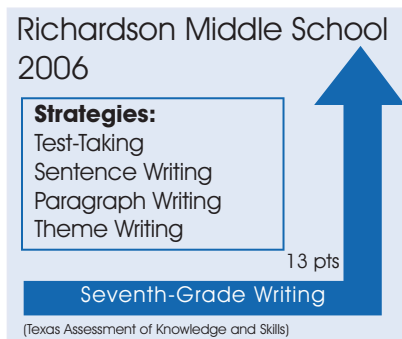 Richardson Middle School
2006
Strategies:
Test-Taking
Sentence Writing
Paragraph Writing
Theme Writing
13 pts
Seventh-Grade Writing
(Texas Assessment of Knowledge and Skills)